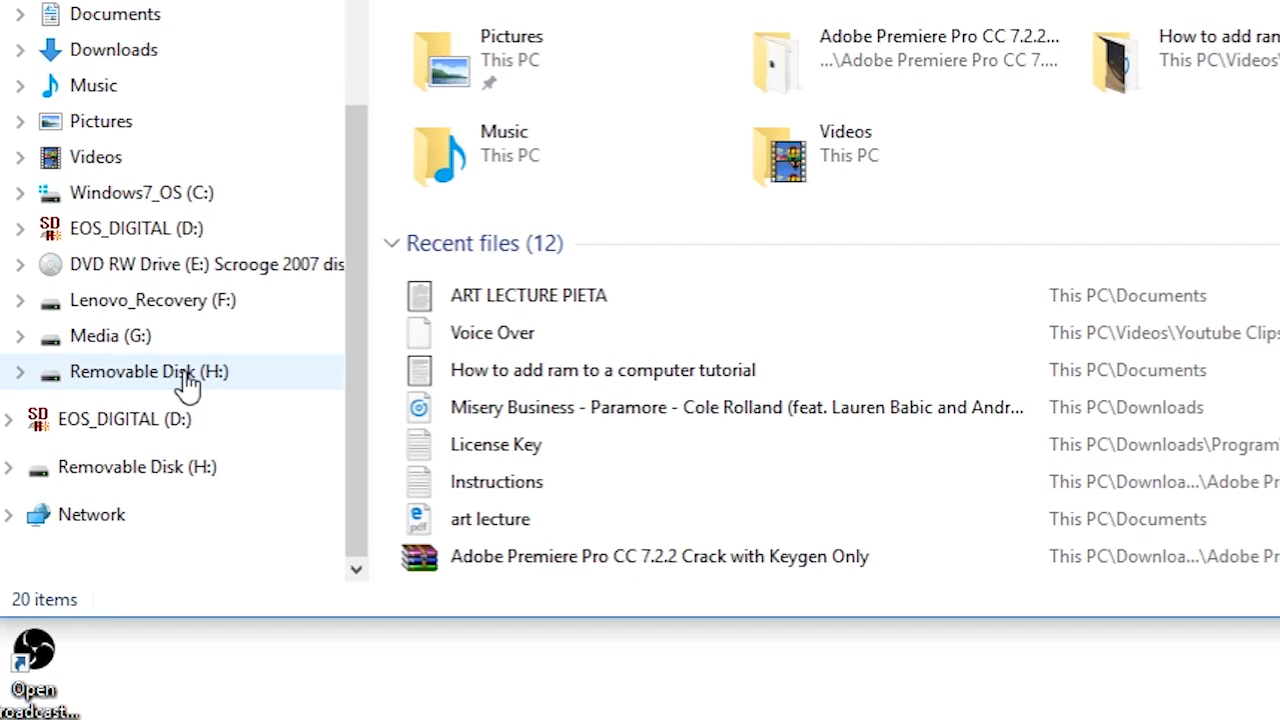 Documents
Downloads
Music
Pictures
Videos
Windows7_OS (C:)
SD EOS_DIGITAL (D:)
DVD RW Drive (E:) Scrooge 2007 dis
Lenovo_Recovery (F:)
Media (G:)
Removable Disk (H:)
SD EOS_DIGITAL (D:)
Removable Disk (H:)
Network
Pictures
This PC
Adobe Premiere Pro CC 7.2.2...
...\Adobe Premiere Pro CC 7....
How to add ram
This PC\Videos\
Music
This PC
Videos
This PC
Recent files (12)
ART LECTURE PIETA This PC\Documents
Voice Over This PC\Videos\Youtube Clips
How to add ram to a computer tutorial This PC\Documents
Misery Business - Paramore - Cole Rolland (feat. Lauren Babic and Andr... This PC\Downloads
License Key This PC\Downloads\Program
Instructions This PC\Downloa...\Adobe Pr
pdf art lecture This PC\Documents
Adobe Premiere Pro CC 7.2.2 Crack with Keygen Only This PC\Downloa...\Adobe Pr
20 items
Open
roadcast...